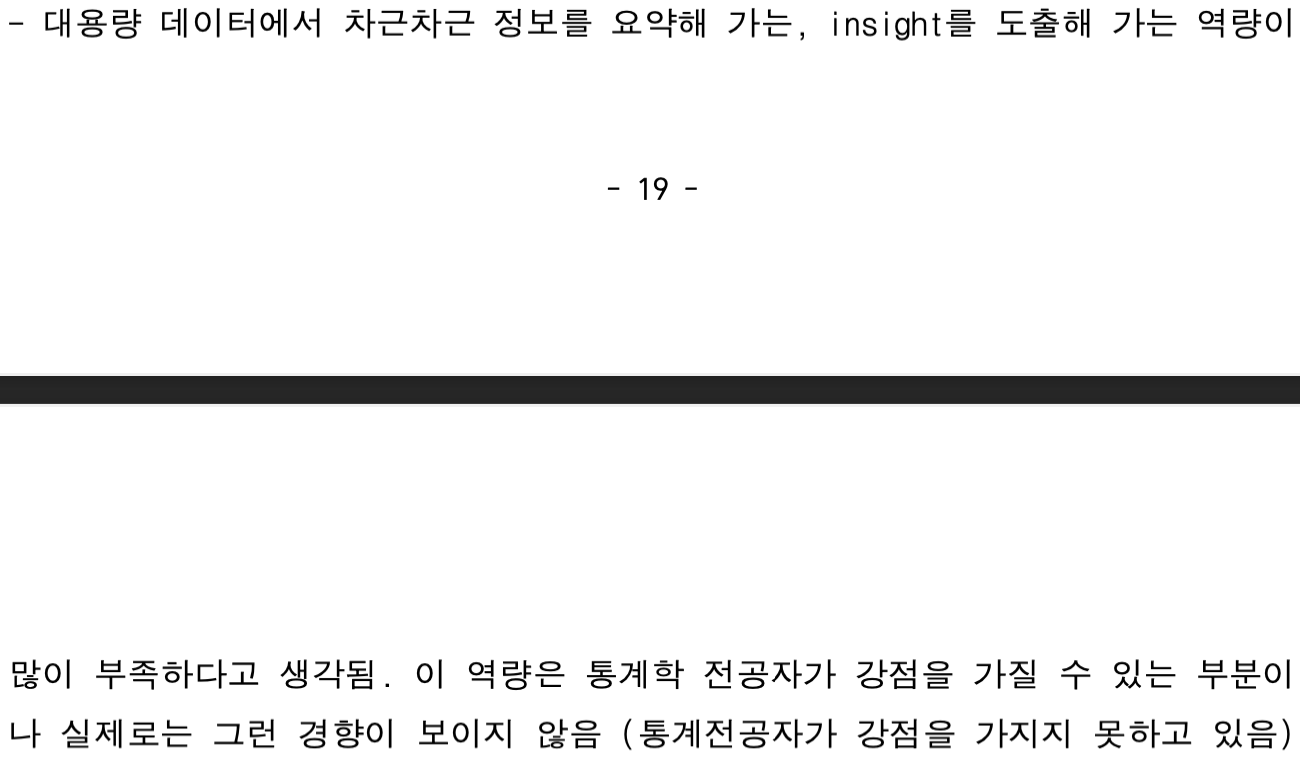 - 대용량 데이터에서 차근차근 정보를 요약해 가는, insight를 도출해 가는 역량이
- 19 -
많이 부족하다고 생각됨. 이 역량은 통계학 전공자가 강점을 가질 수 있는 부분이
나 실제로는 그런 경향이 보이지 않음 (통계전공자가 강점을 가지지 못하고 있음)